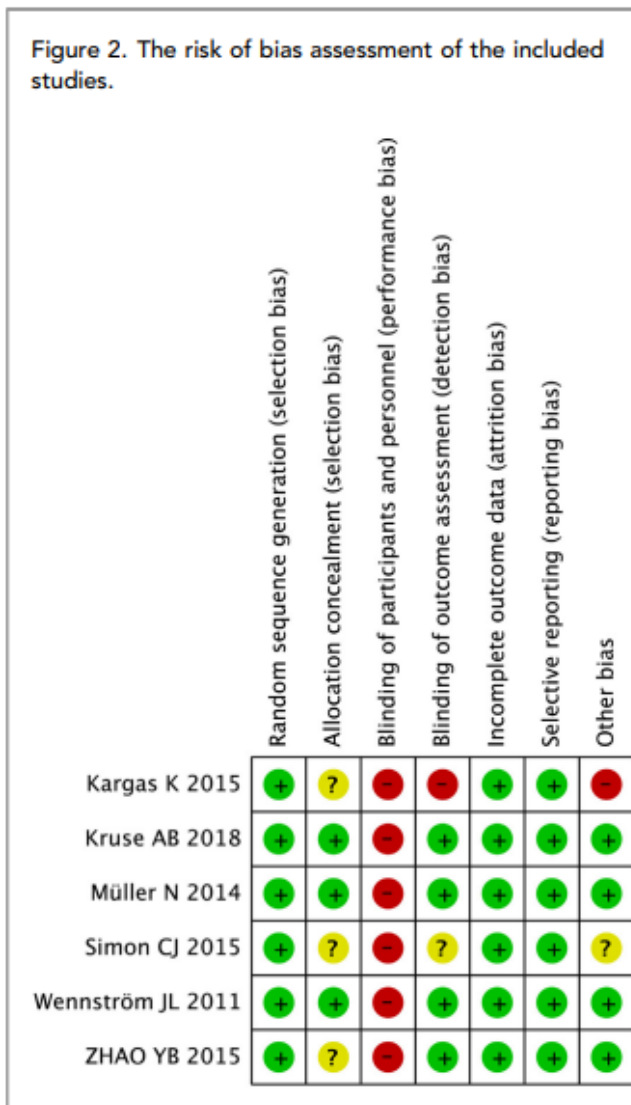 Figure 2. The risk of bias assessment of the included
studies.
Random sequence generation (selection bias)
Allocation concealment (selection bias)
Blinding of participants and personnel (performance bias)
Blinding of outcome assessment (detection bias)
Incomplete outcome data (attrition bias)
Selective reporting (reporting bias)
Other bias
Kargas K 2015 + ? - - + + -
Kruse AB 2018 + + - + + + +
Müller N 2014 + + - + + + +
Simon CJ 2015 + ? - ? + + ?
Wennström JL 2011 + + - + + + +
ZHAO YB 2015 + ? - + + + +